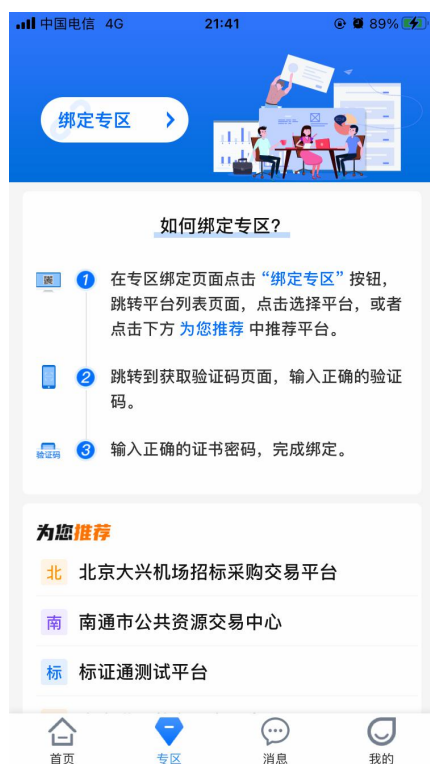 中国电信 4G 21:41 89%
绑定专区
如何绑定专区?
1 在专区绑定页面点击“绑定专区”按钮,
跳转平台列表页面,点击选择平台,或者
点击下方 为您推荐 中推荐平台。
2 跳转到获取验证码页面,输入正确的验证
码。
验证码 3 输入正确的证书密码,完成绑定。
为您推荐
北 北京大兴机场招标采购交易平台
南 南通市公共资源交易中心
标 标证通测试平台
首页 专区 消息 我的